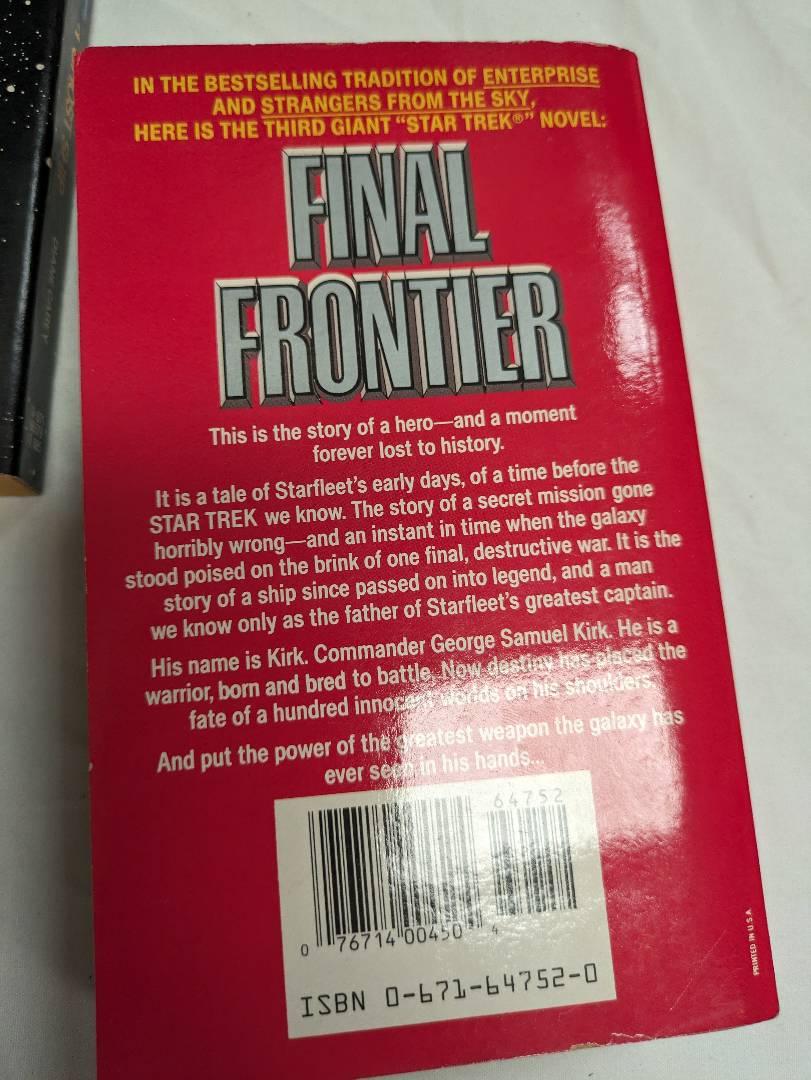 IN THE BESTSELLING TRADITION OF ENTERPRISE
AND STRANGERS FROM THE SKY,
HERE IS THE THIRD GIANT “STAR TREK®” NOVEL:
FINAL
FRONTIER
This is the story of a hero—and a moment
forever lost to history.
It is a tale of Starfleet's early days, of a time before the
STAR TREK we know. The story of a secret mission gone
horribly wrong—and an instant in time when the galaxy
stood poised on the brink of one final, destructive war. It is the
story of a ship since passed on into legend, and a man
we know only as the father of Starfleet's greatest captain.
His name is Kirk. Commander George Samuel Kirk. He is a
warrior, born and bred to battle. Now destiny has placed the
fate of a hundred innocent worlds on his shoulders.
And put the power of the greatest weapon the galaxy has
ever seen in his hands...
64752
0 76714 00450 4
ISBN 0-671-64752-0
PRINTED IN U.S.A.